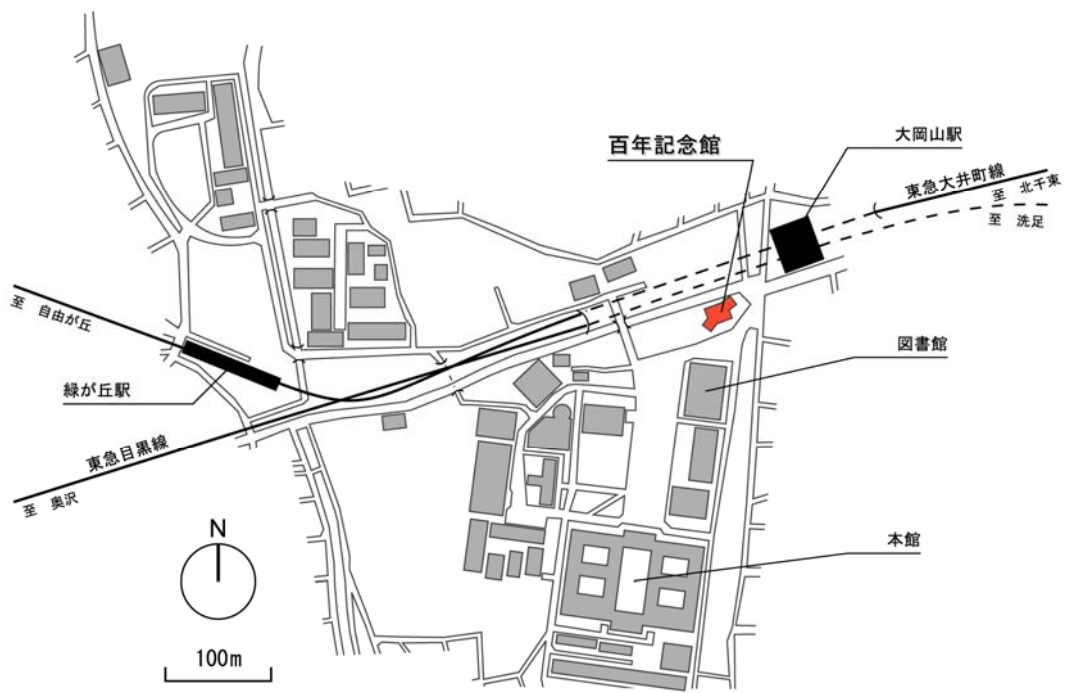 大岡山駅
百年記念館
東急大井町線
至 北千束
至 洗足
至 自由が丘
図書館
緑が丘駅
東急目黒線
至 奥沢
N
本館
100m